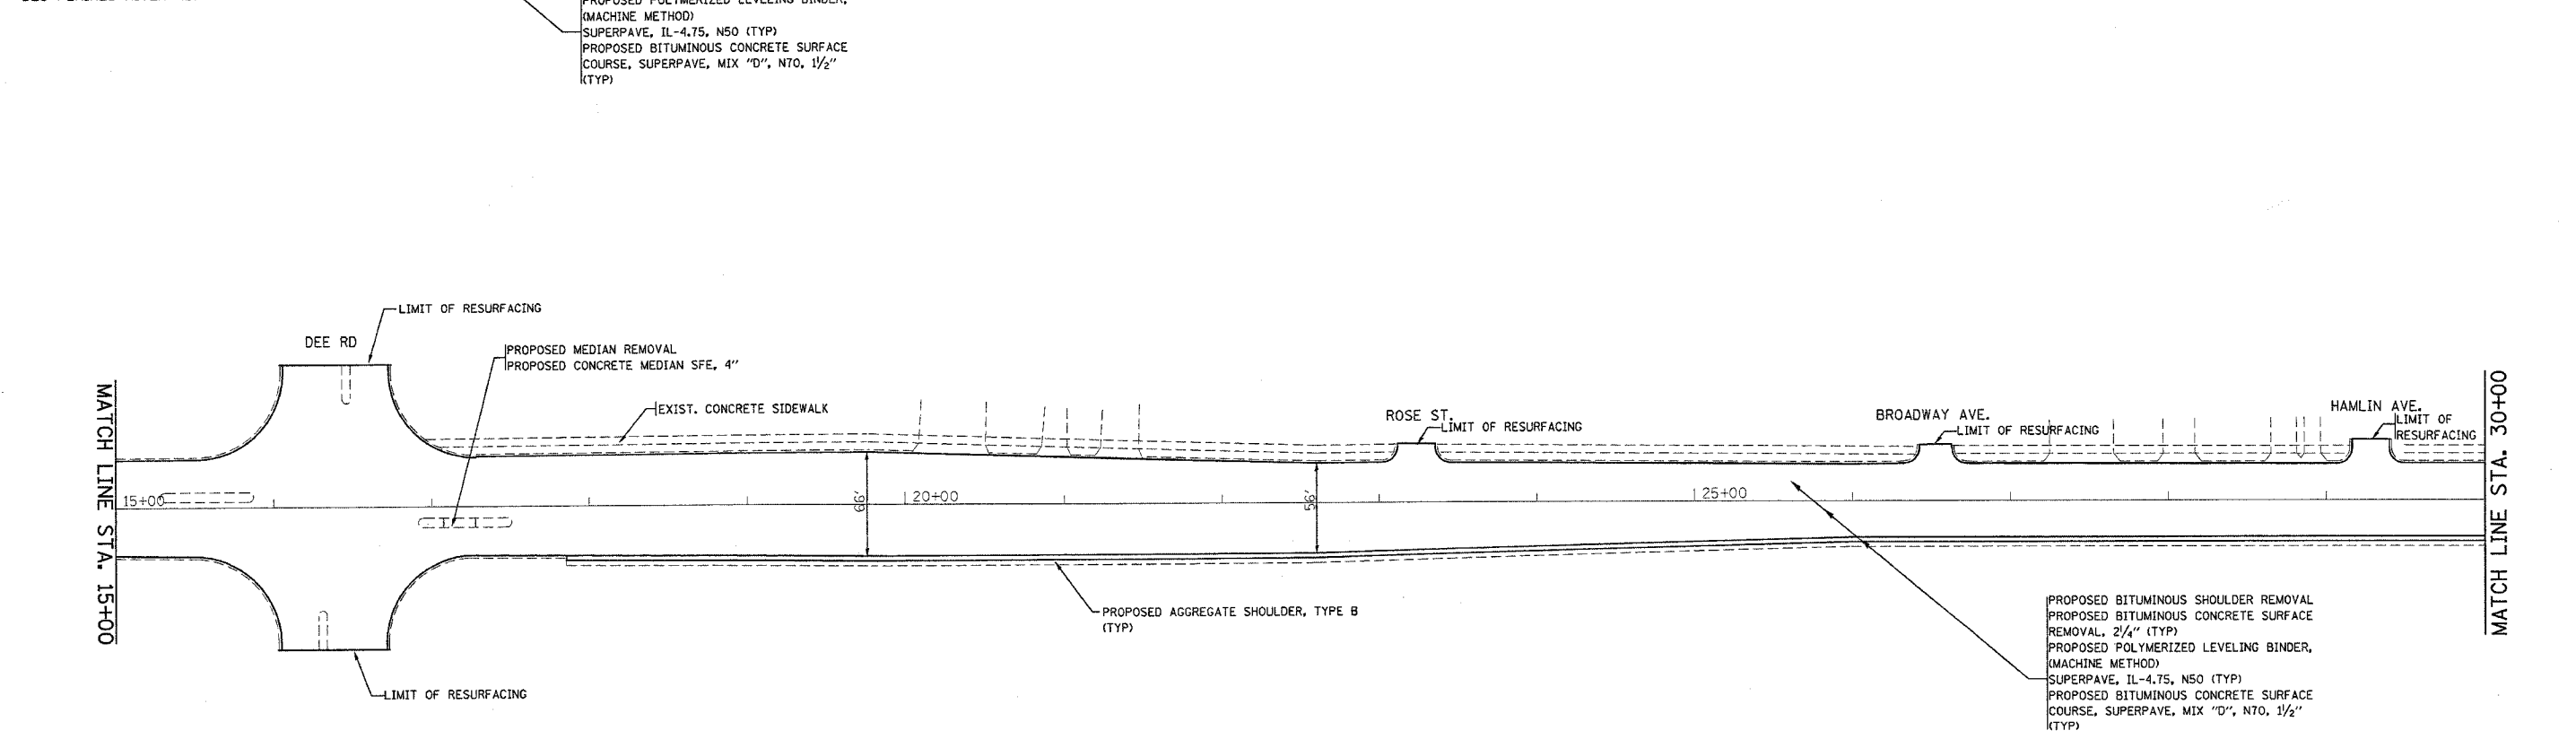 PROPOSED POLYMERIZED LEVELING BINDER,
(MACHINE METHOD)
SUPERPAVE, IL-4.75, N50 (TYP)
PROPOSED BITUMINOUS CONCRETE SURFACE
COURSE, SUPERPAVE, MIX "D", N70, 1½"
(TYP)
LIMIT OF RESURFACING
DEE RD
PROPOSED MEDIAN REMOVAL
PROPOSED CONCRETE MEDIAN SFE, 4"
EXIST. CONCRETE SIDEWALK
ROSE ST.
LIMIT OF RESURFACING
BROADWAY AVE.
LIMIT OF RESURFACING
HAMLIN AVE.
LIMIT OF
RESURFACING
MATCH LINE STA. 15+00
15+00
66'
20+00
56'
25+00
MATCH LINE STA. 30+00
PROPOSED AGGREGATE SHOULDER, TYPE B
(TYP)
LIMIT OF RESURFACING
PROPOSED BITUMINOUS SHOULDER REMOVAL
PROPOSED BITUMINOUS CONCRETE SURFACE
REMOVAL, 2¼" (TYP)
PROPOSED POLYMERIZED LEVELING BINDER,
(MACHINE METHOD)
SUPERPAVE, IL-4.75, N50 (TYP)
PROPOSED BITUMINOUS CONCRETE SURFACE
COURSE, SUPERPAVE, MIX "D", N70, 1½"
(TYP)